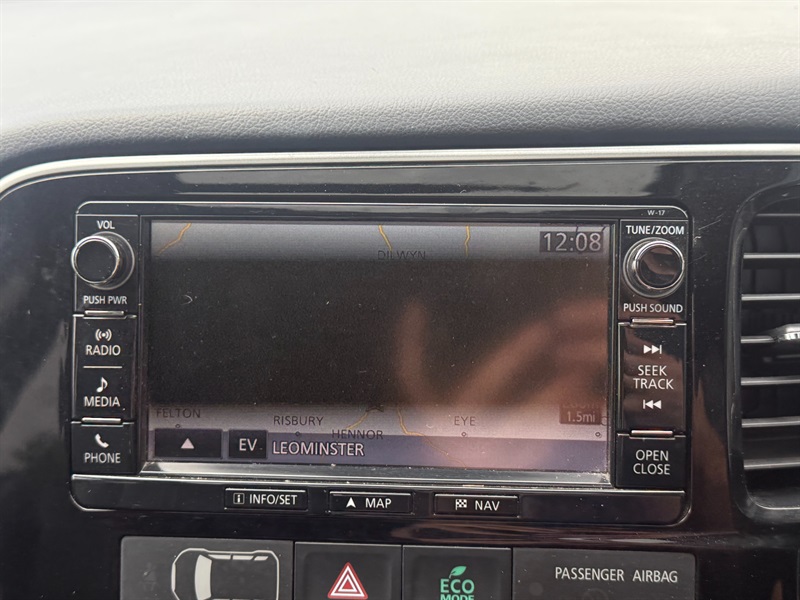 W-17
VOL
PUSH PWR
RADIO
MEDIA
PHONE
DILWYN
12:08
FELTON
RISBURY
HENNOR
EYE
1.5mi
EV
LEOMINSTER
TUNE/ZOOM
PUSH SOUND
SEEK
TRACK
OPEN
CLOSE
INFO/SET
MAP
NAV
ECO
MODE
PASSENGER AIRBAG